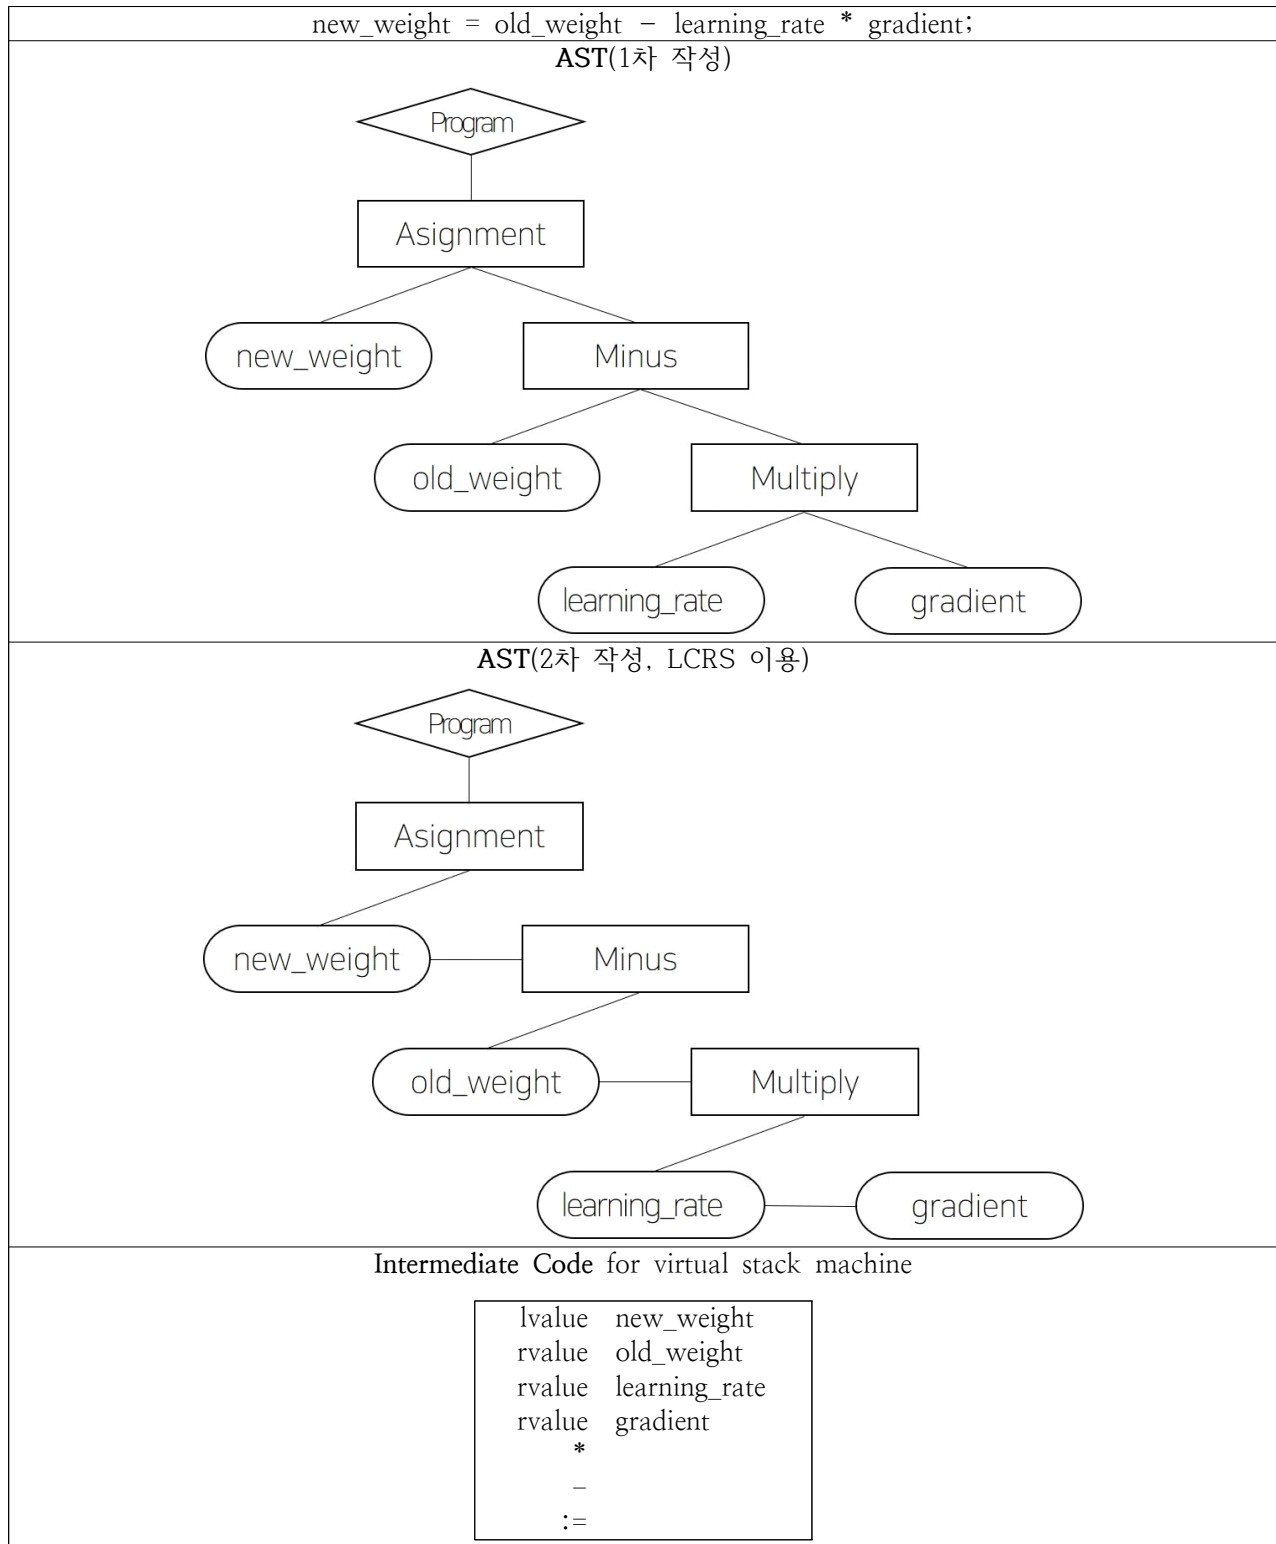 new_weight = old_weight - learning_rate * gradient;
AST(1차 작성)
Program
Asignment
new_weight
Minus
old_weight
Multiply
learning_rate
gradient
AST(2차 작성, LCRS 이용)
Program
Asignment
new_weight
Minus
old_weight
Multiply
learning_rate
gradient
Intermediate Code for virtual stack machine
lvalue new_weight
rvalue old_weight
rvalue learning_rate
rvalue gradient
*
-
:=